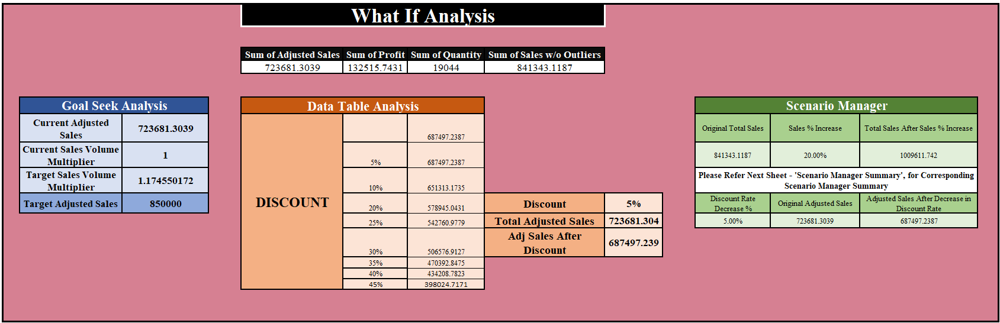 What If Analysis
Sum of Adjusted Sales Sum of Profit Sum of Quantity Sum of Sales w/o Outliers
723681.3039 132515.7431 19044 841343.1187
Goal Seek Analysis
Current Adjusted
Sales
723681.3039
Current Sales Volume
Multiplier
1
Target Sales Volume
Multiplier
1.174550172
Target Adjusted Sales 850000
Data Table Analysis
DISCOUNT
687497.2387
5% 687497.2387
10% 651313.1735
20% 578945.0431
25% 542760.9779
30% 506576.9127
35% 470392.8475
40% 434208.7823
45% 398024.7171
Discount 5%
Total Adjusted Sales 723681.304
Adj Sales After
Discount
687497.239
Scenario Manager
Original Total Sales Sales % Increase Total Sales After Sales % Increase
841343.1187 20.00% 1009611.742
Please Refer Next Sheet - 'Scenario Manager Summary', for Corresponding
Scenario Manager Summary
Discount Rate
Decrease %
Original Adjusted Sales
Adjusted Sales After Decrease in
Discount Rate
5.00% 723681.3039 687497.2387